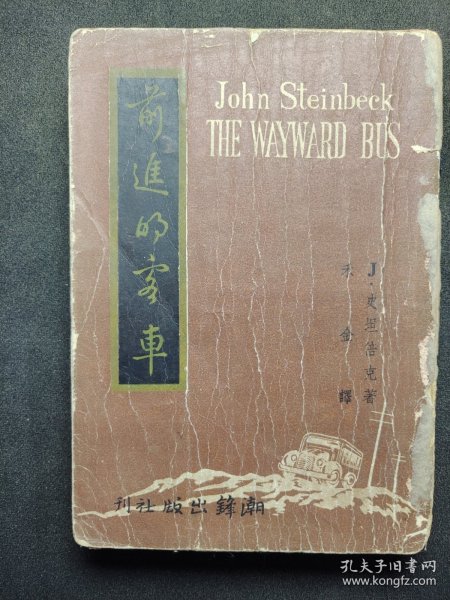 John Steinbeck
THE WAYWARD BUS
前進的客車
J·史坦倍克著
禾金譯
刊社版出鋒潮
孔夫子旧书网
www.kongfz.com